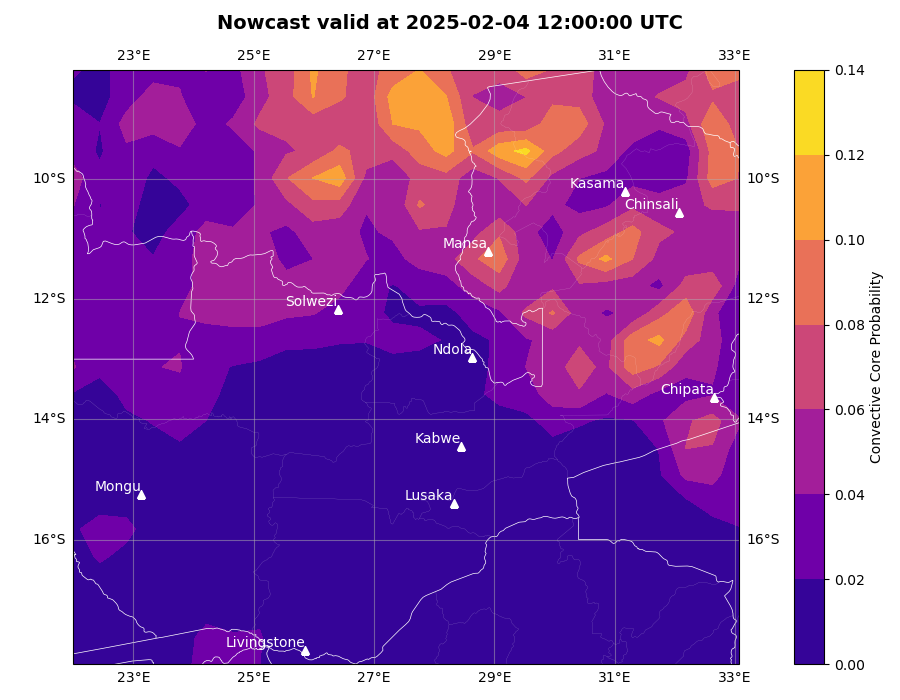 Nowcast valid at 2025-02-04 12:00:00 UTC
23°E 25°E 27°E 29°E 31°E 33°E
0.14
0.12
10°S 10°S
Kasama
Chinsali
0.10
Mansa
12°S 12°S
Solwezi
0.08
Ndola
Chipata
0.06
14°S 14°S
Kabwe
Mongu
Lusaka
0.04
16°S 16°S
0.02
Livingstone
0.00
23°E 25°E 27°E 29°E 31°E 33°E
Convective Core Probability